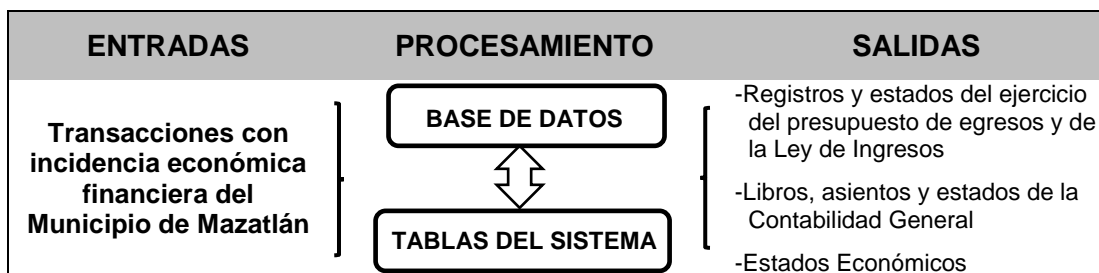 ENTRADAS
PROCESAMIENTO
SALIDAS
Transacciones con
incidencia económica
financiera del
Municipio de Mazatlán
BASE DE DATOS
TABLAS DEL SISTEMA
-Registros y estados del ejercicio
del presupuesto de egresos y de
la Ley de Ingresos
-Libros, asientos y estados de la
Contabilidad General
-Estados Económicos